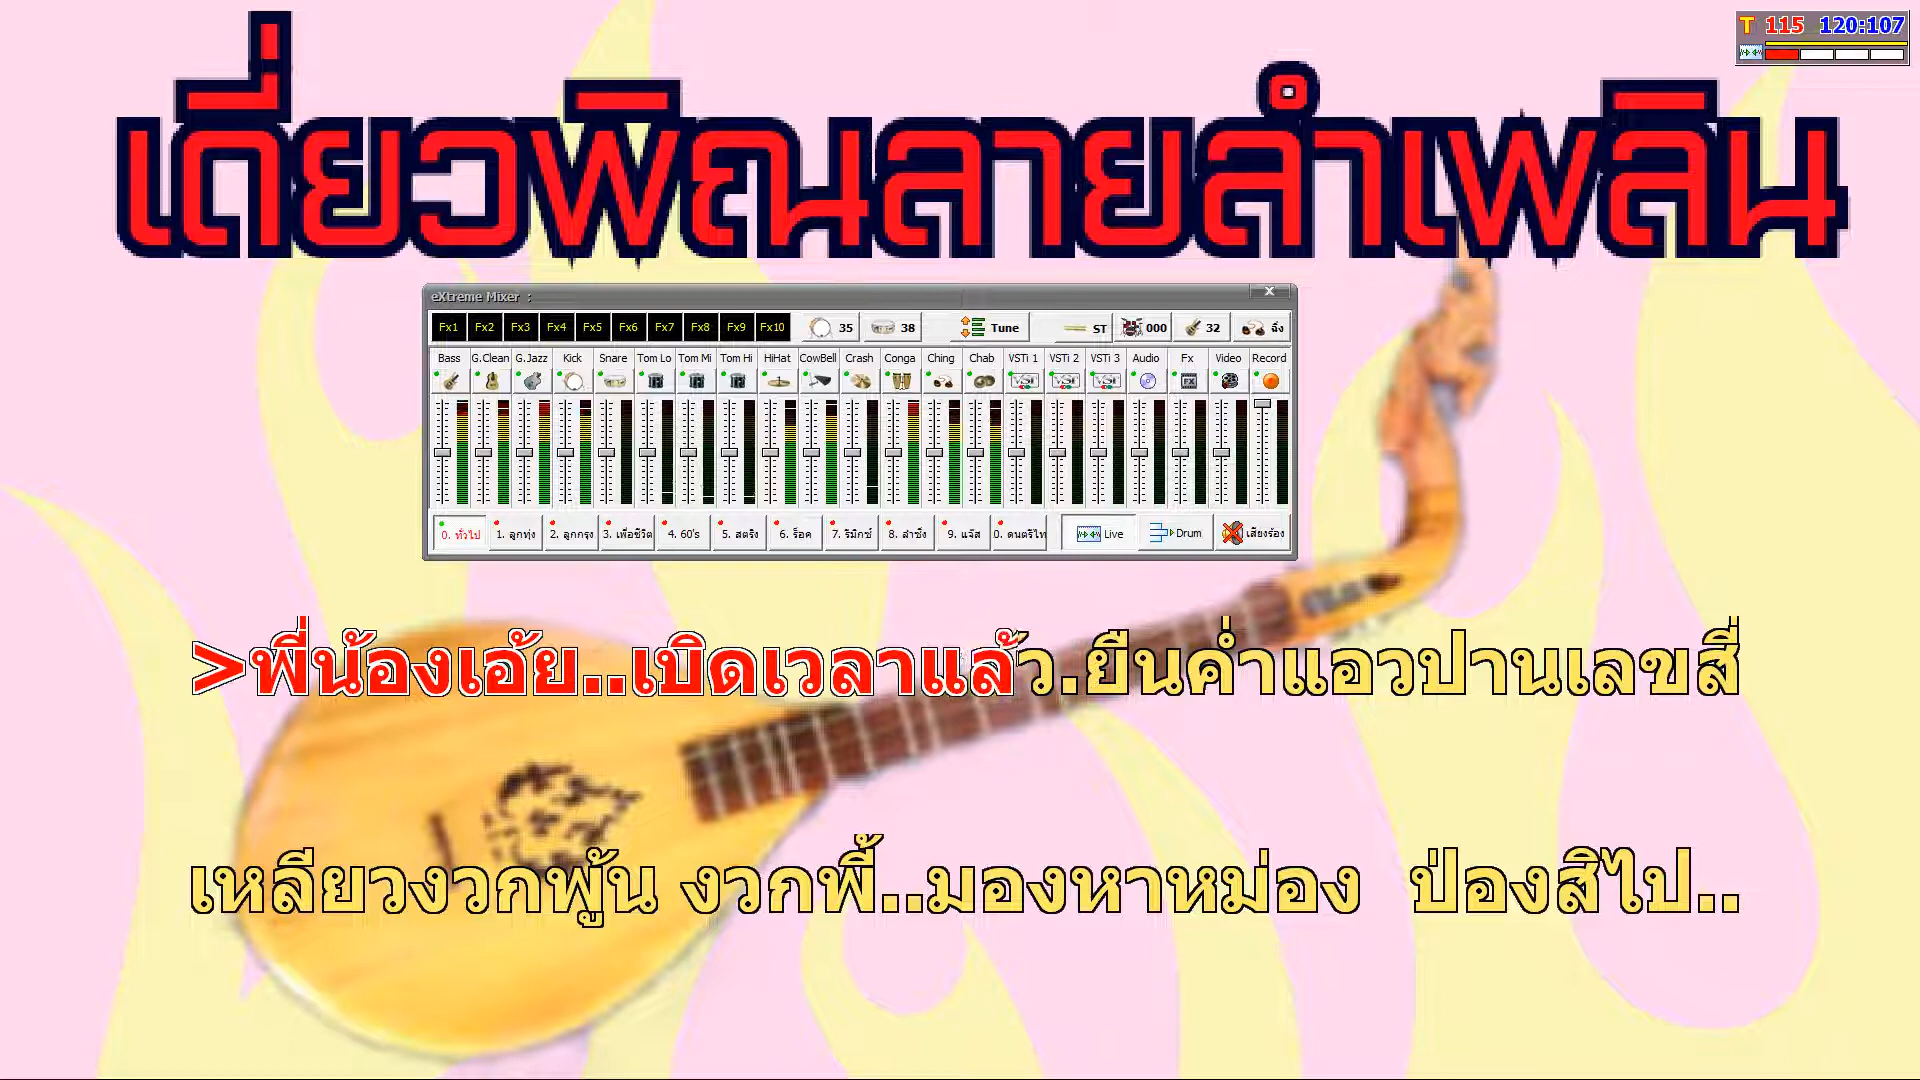 T 115 120:107
เดี่ยวพิณลายลำเพลิน
eXtreme Mixer :
Fx1 Fx2 Fx3 Fx4 Fx5 Fx6 Fx7 Fx8 Fx9 Fx10 35 38 Tune ST 000 32 ฉิ่ง
Bass G.Clean G.Jazz Kick Snare Tom Lo Tom Mi Tom Hi HiHat CowBell Crash Conga Ching Chab VSTi 1 VSTi 2 VSTi 3 Audio Fx Video Record
0. ทั่วไป 1. ลูกทุ่ง 2. ลูกกรุง 3. เพื่อชีวิต 4. 60's 5. สตริง 6. ร็อค 7. รีมิกซ์ 8. ลำซิ่ง 9. แจ๊ส 0. ดนตรีไท Live Drum เสียงร้อง
>พี่น้องเอ้ย..เบิดเวลาแล้ว.ยืนค่ำแอวปานเลขสี่
เหลียวงวกพู้น งวกพี้..มองหาหม่อง ป่องสิไป..